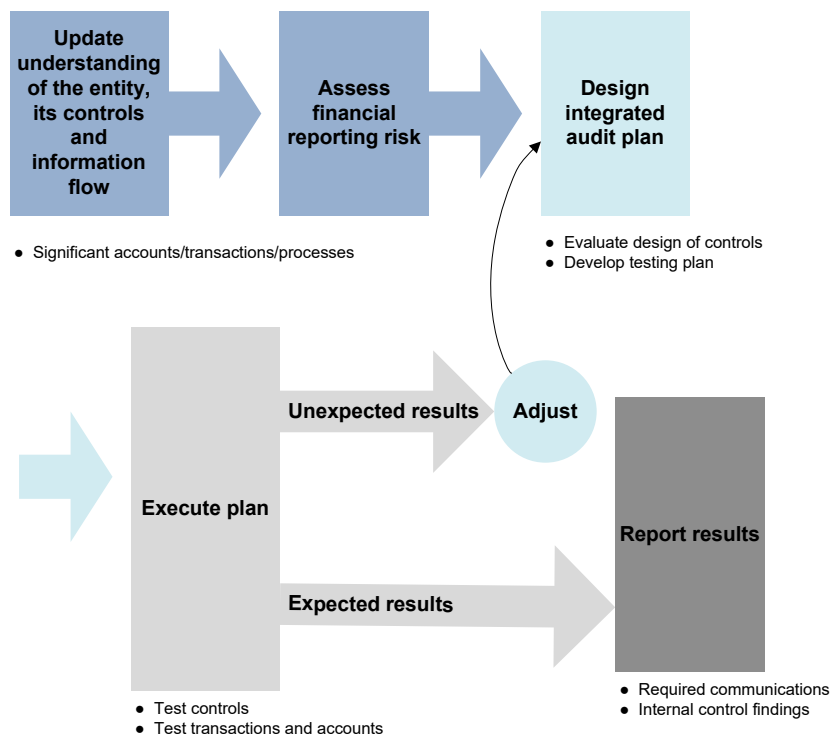 Update
understanding
of the entity,
its controls
and
information
flow
Assess
financial
reporting risk
Design
integrated
audit plan
● Significant accounts/transactions/processes
● Evaluate design of controls
● Develop testing plan
Unexpected results
Adjust
Execute plan
Report results
Expected results
● Test controls
● Test transactions and accounts
● Required communications
● Internal control findings